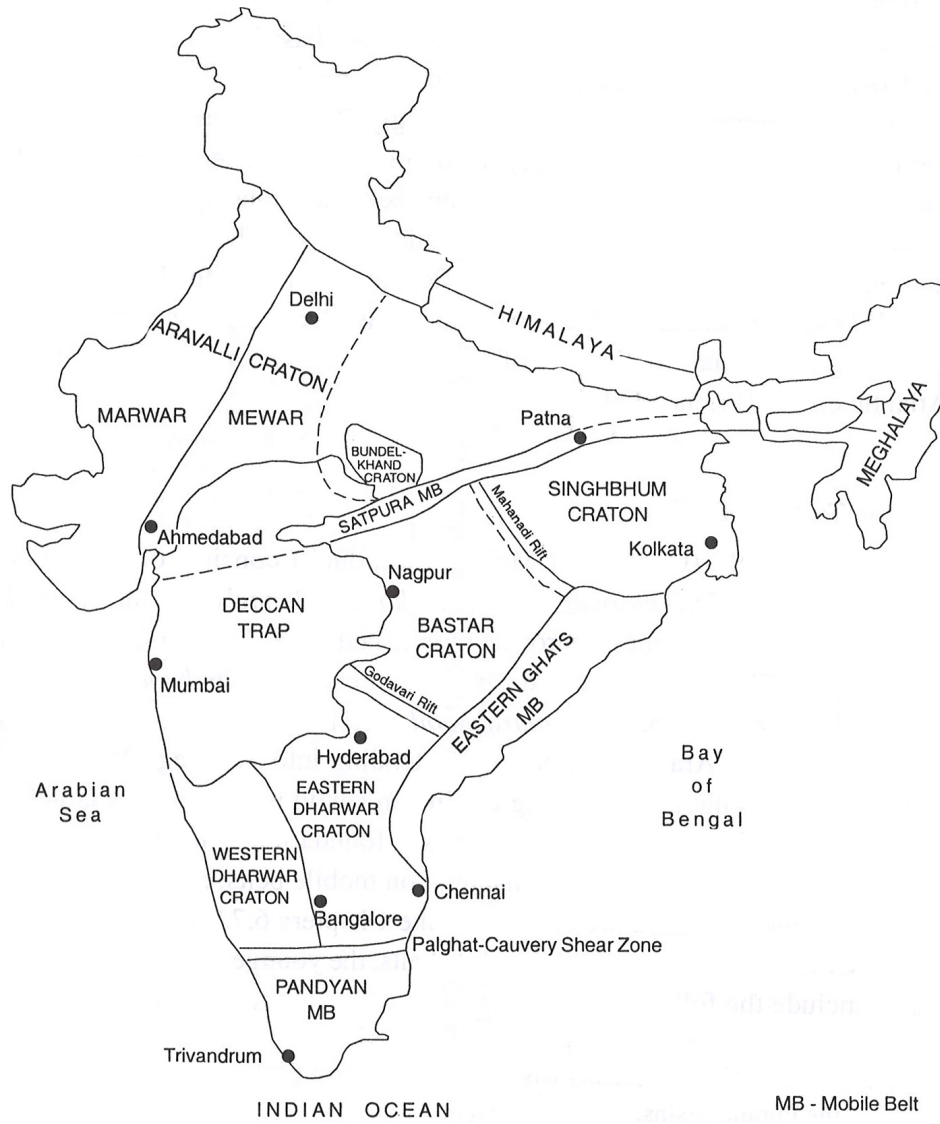 HIMALAYA
Delhi
ARAVALLI CRATON
MARWAR
MEWAR
Patna
MEGHALAYA
BUNDEL-
KHAND
CRATON
SATPURA MB
Mahanadi Rift
SINGHBHUM
CRATON
Ahmedabad
Kolkata
Nagpur
DECCAN
TRAP
BASTAR
CRATON
Mumbai
Godavari Rift
EASTERN GHATS
MB
Hyderabad
Arabian
Sea
Bay
of
Bengal
EASTERN
DHARWAR
CRATON
WESTERN
DHARWAR
CRATON
Chennai
Bangalore
Palghat-Cauvery Shear Zone
PANDYAN
MB
Trivandrum
INDIAN OCEAN
MB - Mobile Belt